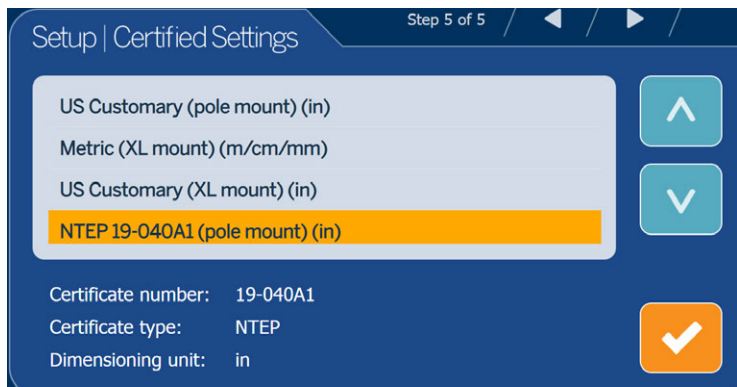 Setup | Certified Settings
Step 5 of 5
US Customary (pole mount) (in)
Metric (XL mount) (m/cm/mm)
US Customary (XL mount) (in)
NTEP 19-040A1 (pole mount) (in)
Certificate number: 19-040A1
Certificate type: NTEP
Dimensioning unit: in